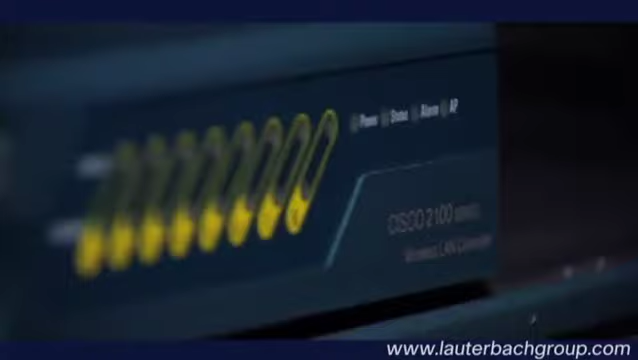 Power Status Alarm AP
CISCO 2100 SERIES
Wireless LAN Controller
www.lauterbachgroup.com